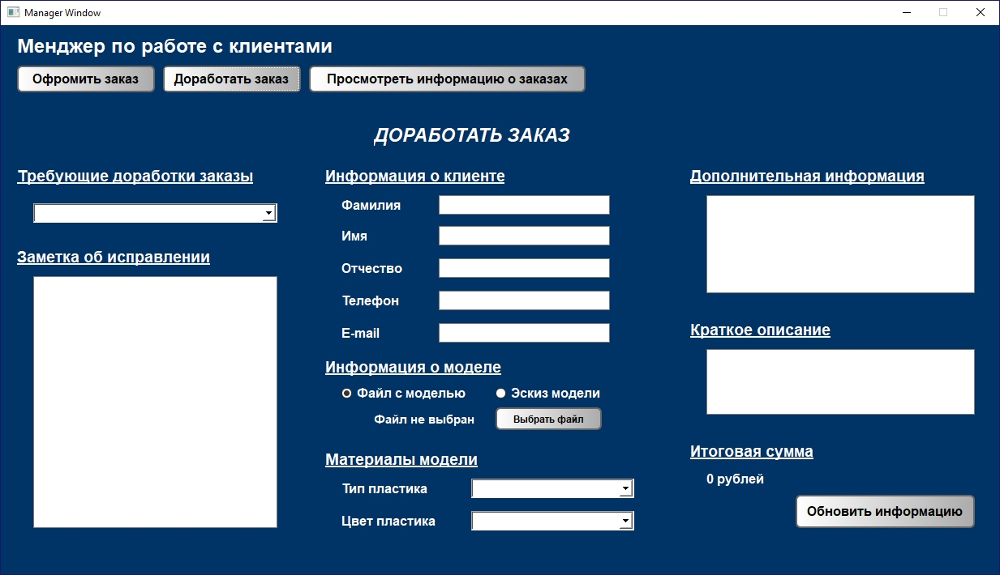 Manager Window
Менджер по работе с клиентами
Офромить заказ
Доработать заказ
Просмотреть информацию о заказах
ДОРАБОТАТЬ ЗАКАЗ
Требующие доработки заказы
Заметка об исправлении
Информация о клиенте
Фамилия
Имя
Отчество
Телефон
E-mail
Информация о моделе
Файл с моделью
Эскиз модели
Файл не выбран
Выбрать файл
Материалы модели
Тип пластика
Цвет пластика
Дополнительная информация
Краткое описание
Итоговая сумма
0 рублей
Обновить информацию